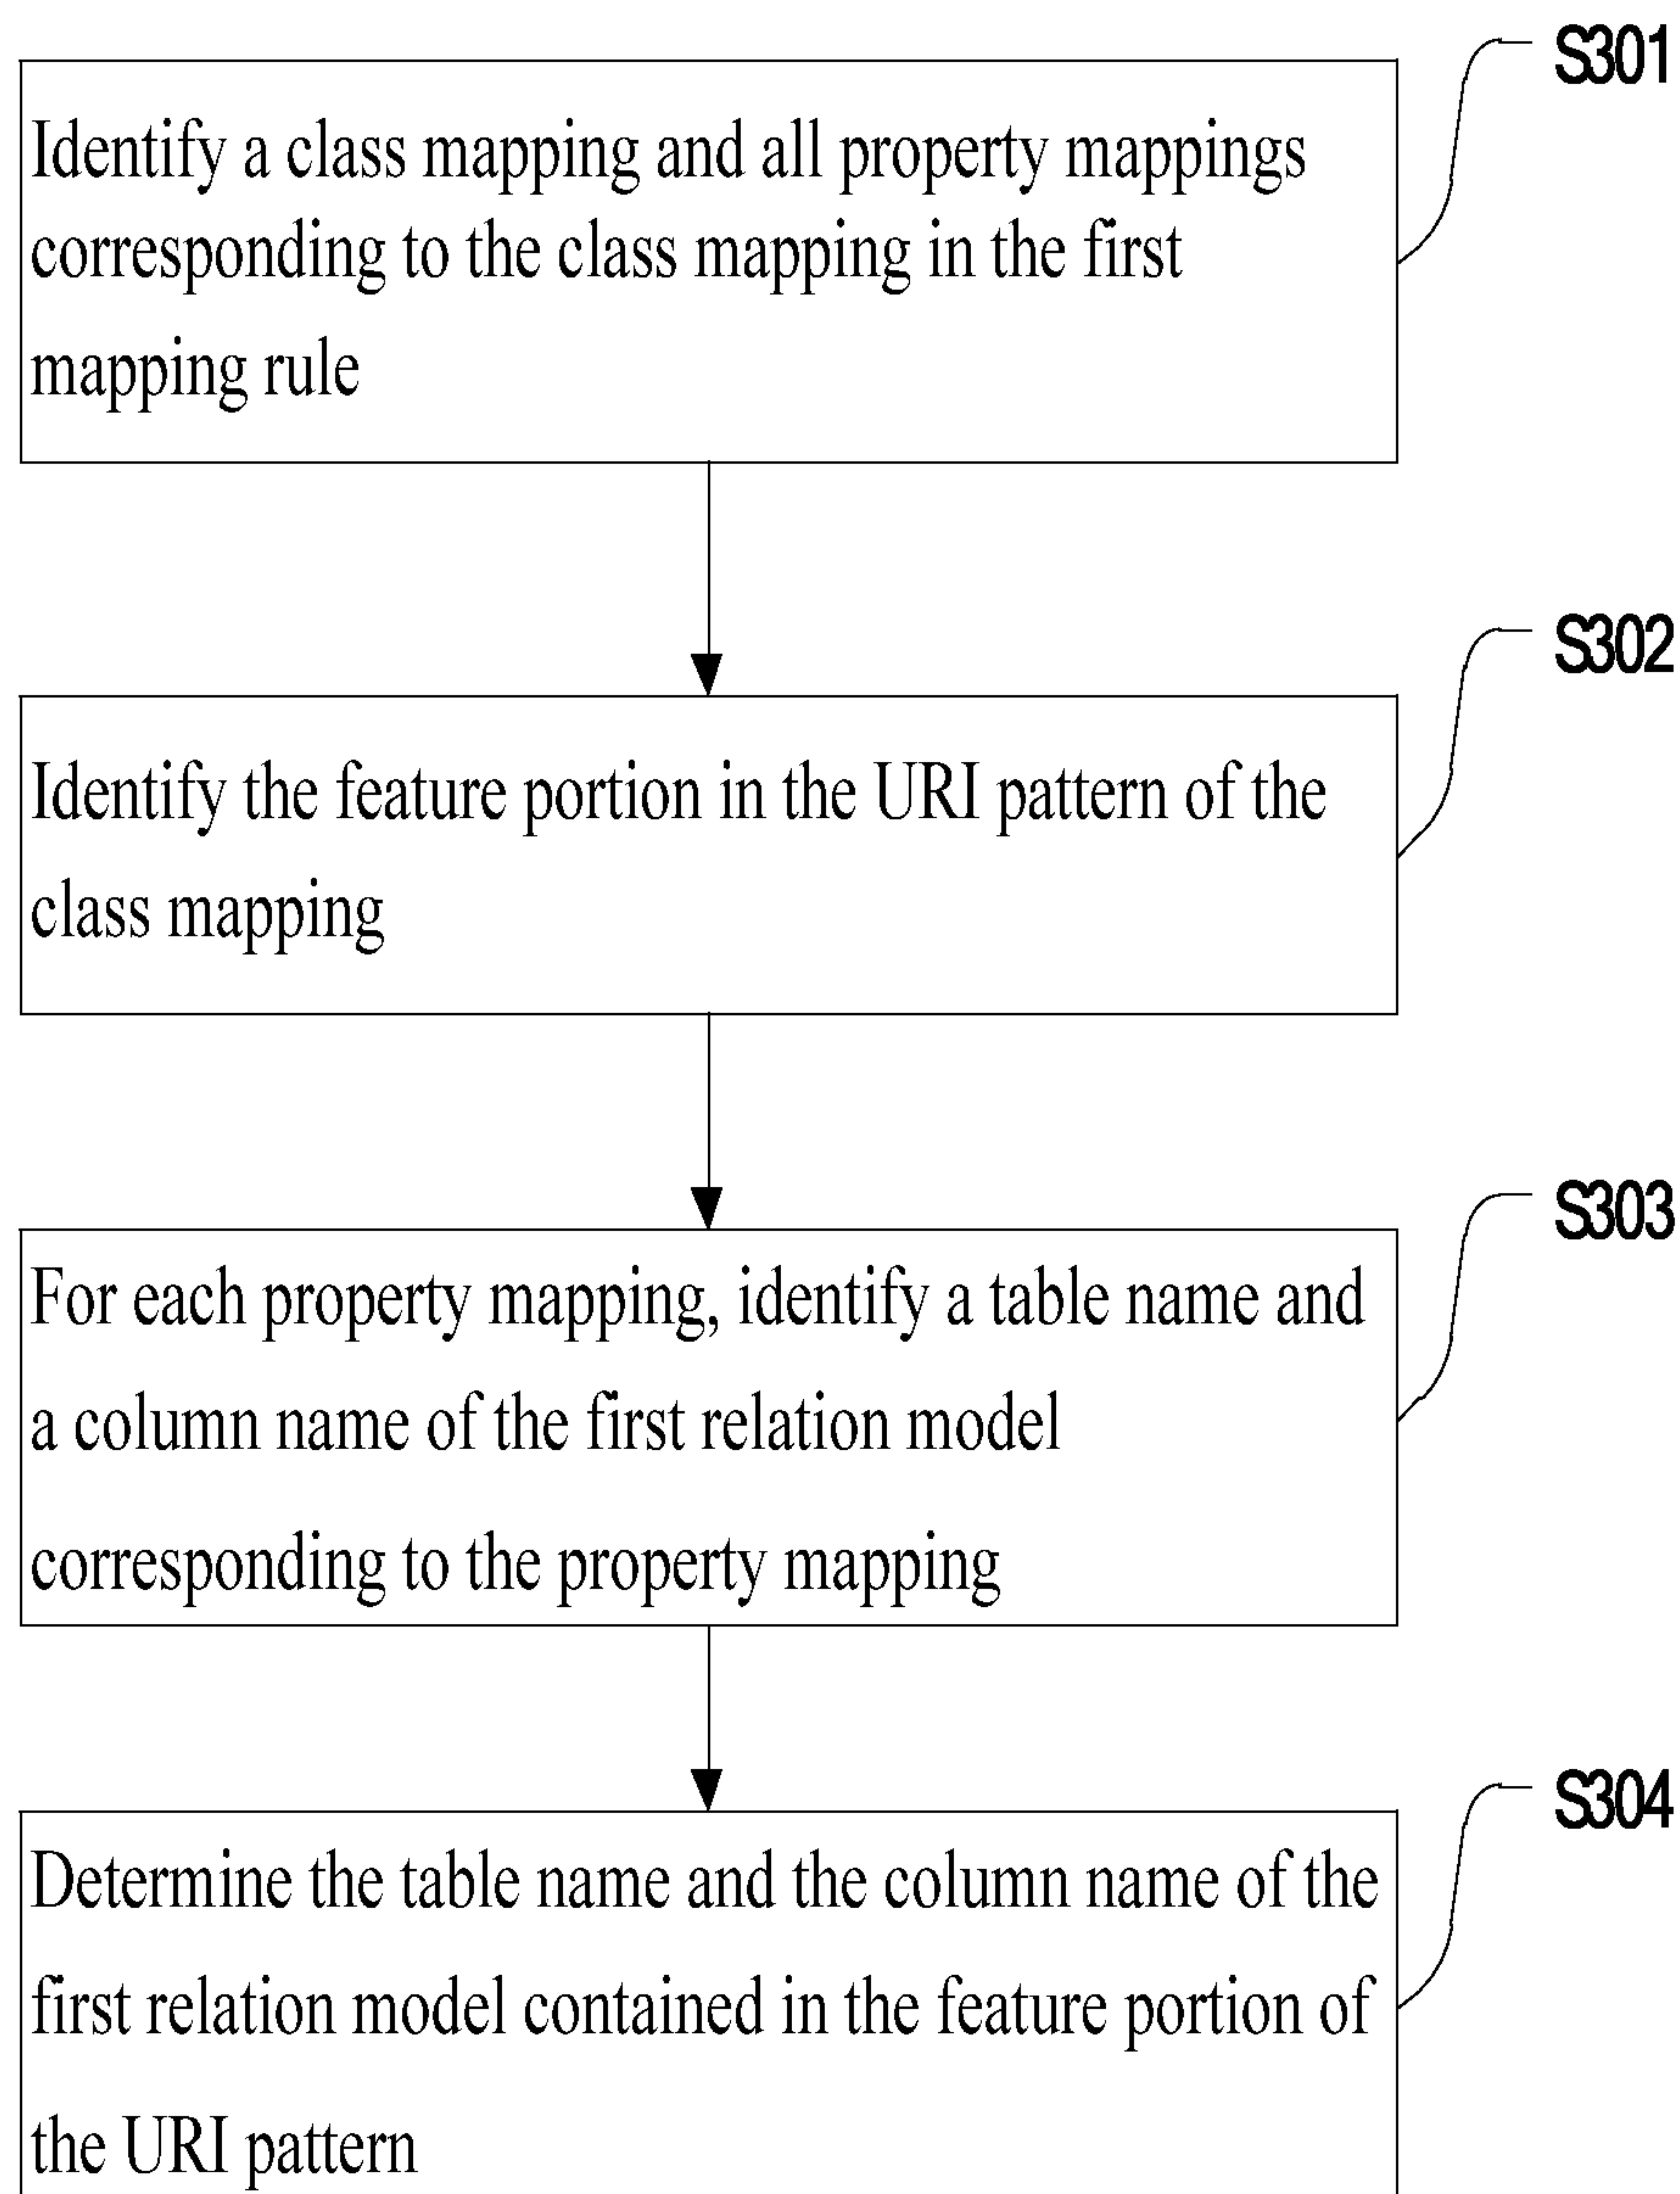 S301
Identify a class mapping and all property mappings
corresponding to the class mapping in the first
mapping rule
S302
Identify the feature portion in the URI pattern of the
class mapping
S303
For each property mapping, identify a table name and
a column name of the first relation model
corresponding to the property mapping
S304
Determine the table name and the column name of the
first relation model contained in the feature portion of
the URI pattern